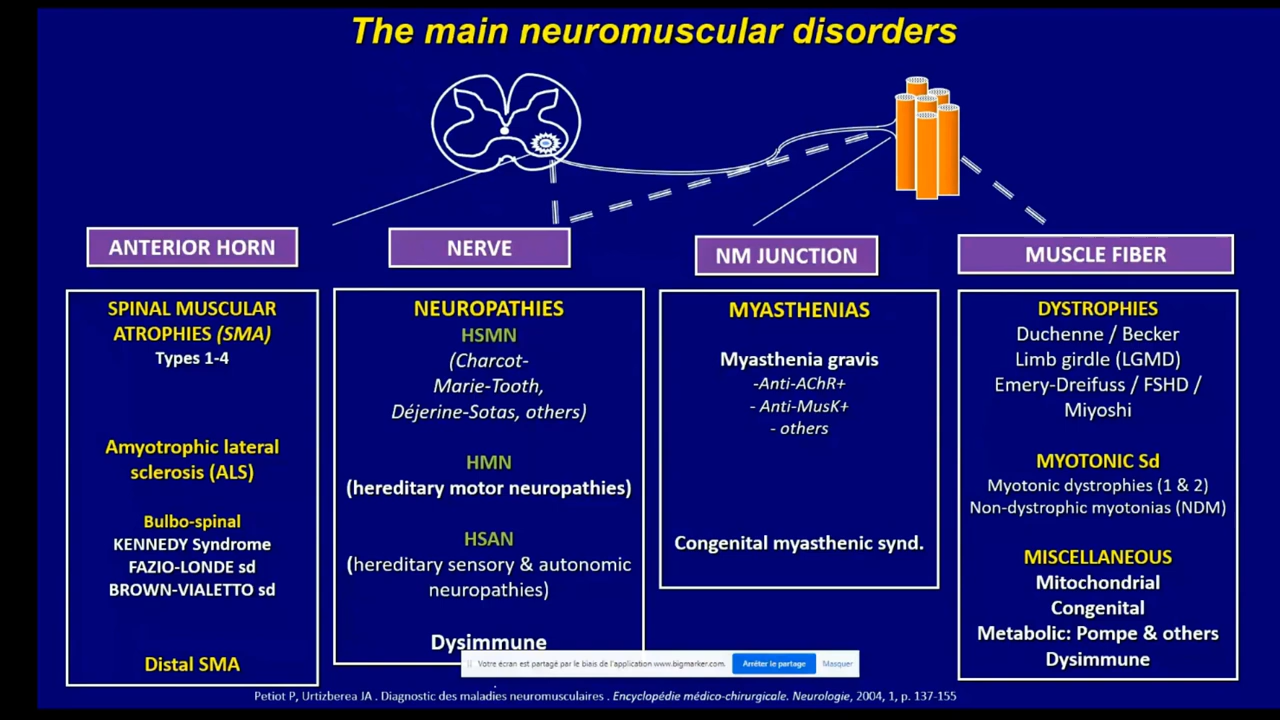 The main neuromuscular disorders
ANTERIOR HORN
SPINAL MUSCULAR
ATROPHIES (SMA)
Types 1-4
Amyotrophic lateral
sclerosis (ALS)
Bulbo-spinal
KENNEDY Syndrome
FAZIO-LONDE sd
BROWN-VIALETTO sd
Distal SMA
NERVE
NEUROPATHIES
HSMN
(Charcot-
Marie-Tooth,
Déjerine-Sotas, others)
HMN
(hereditary motor neuropathies)
HSAN
(hereditary sensory & autonomic
neuropathies)
Dysimmune
NM JUNCTION
MYASTHENIAS
Myasthenia gravis
-Anti-AChR+
- Anti-MusK+
- others
Congenital myasthenic synd.
MUSCLE FIBER
DYSTROPHIES
Duchenne / Becker
Limb girdle (LGMD)
Emery-Dreifuss / FSHD /
Miyoshi
MYOTONIC Sd
Myotonic dystrophies (1 & 2)
Non-dystrophic myotonias (NDM)
MISCELLANEOUS
Mitochondrial
Congenital
Metabolic: Pompe & others
Dysimmune
Votre écran est partagé par le biais de l'application www.bigmarker.com. Arrêter le partage Masquer
Petiot P, Urtizberea JA . Diagnostic des maladies neuromusculaires . Encyclopédie médico-chirurgicale. Neurologie, 2004, 1, p. 137-155